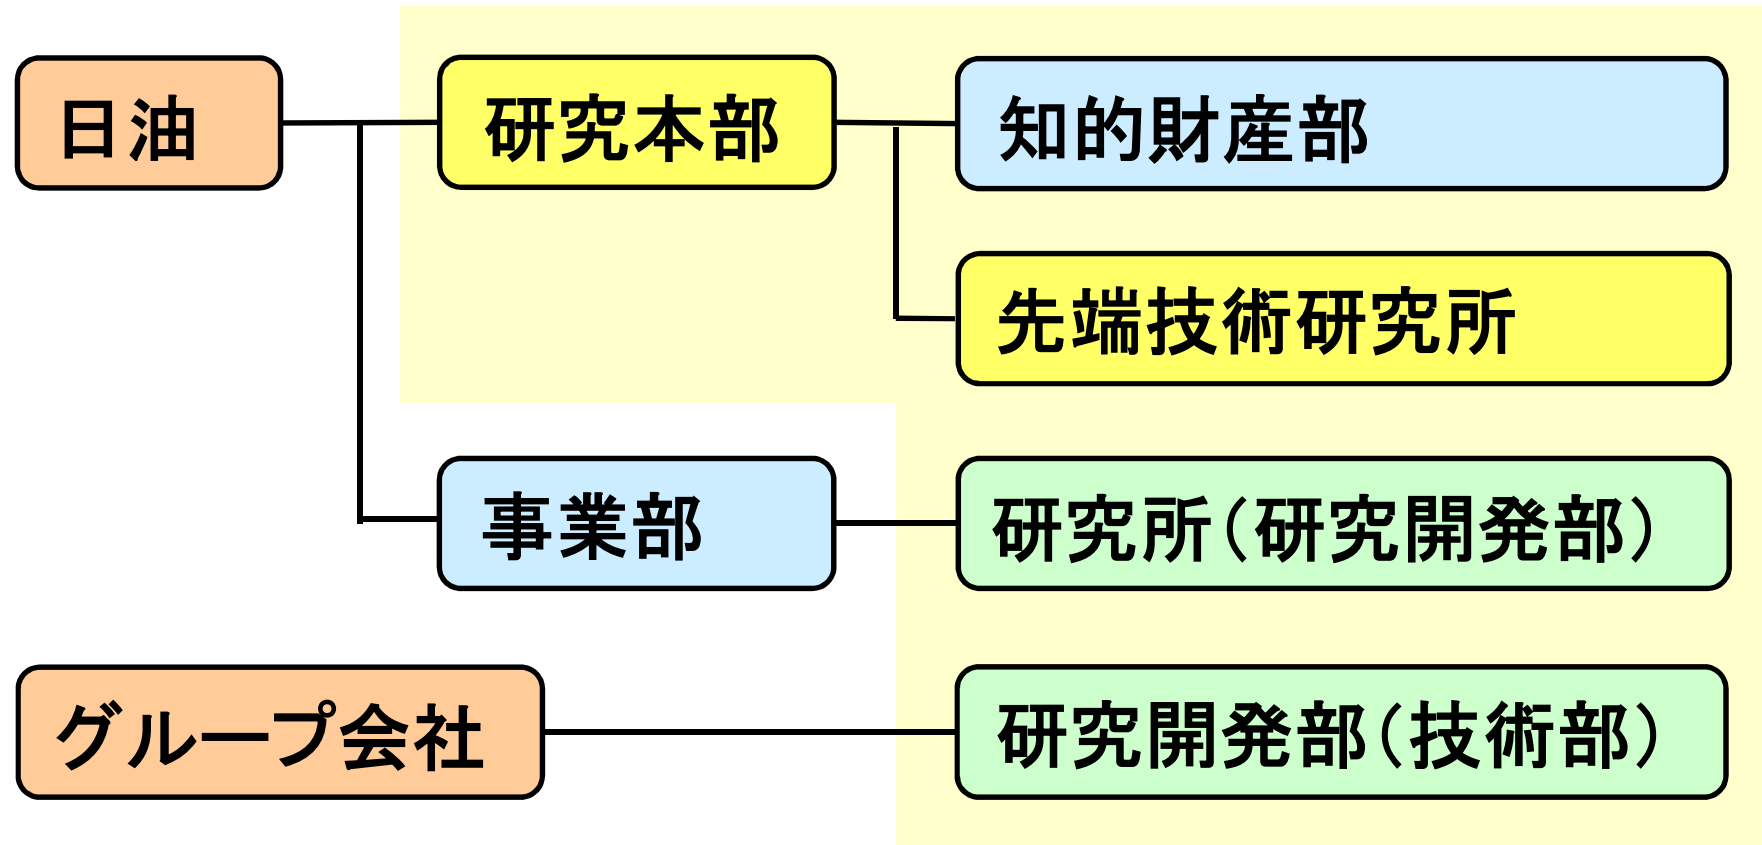 日油
研究本部
知的財産部
先端技術研究所
事業部
研究所(研究開発部)
グループ会社
研究開発部(技術部)